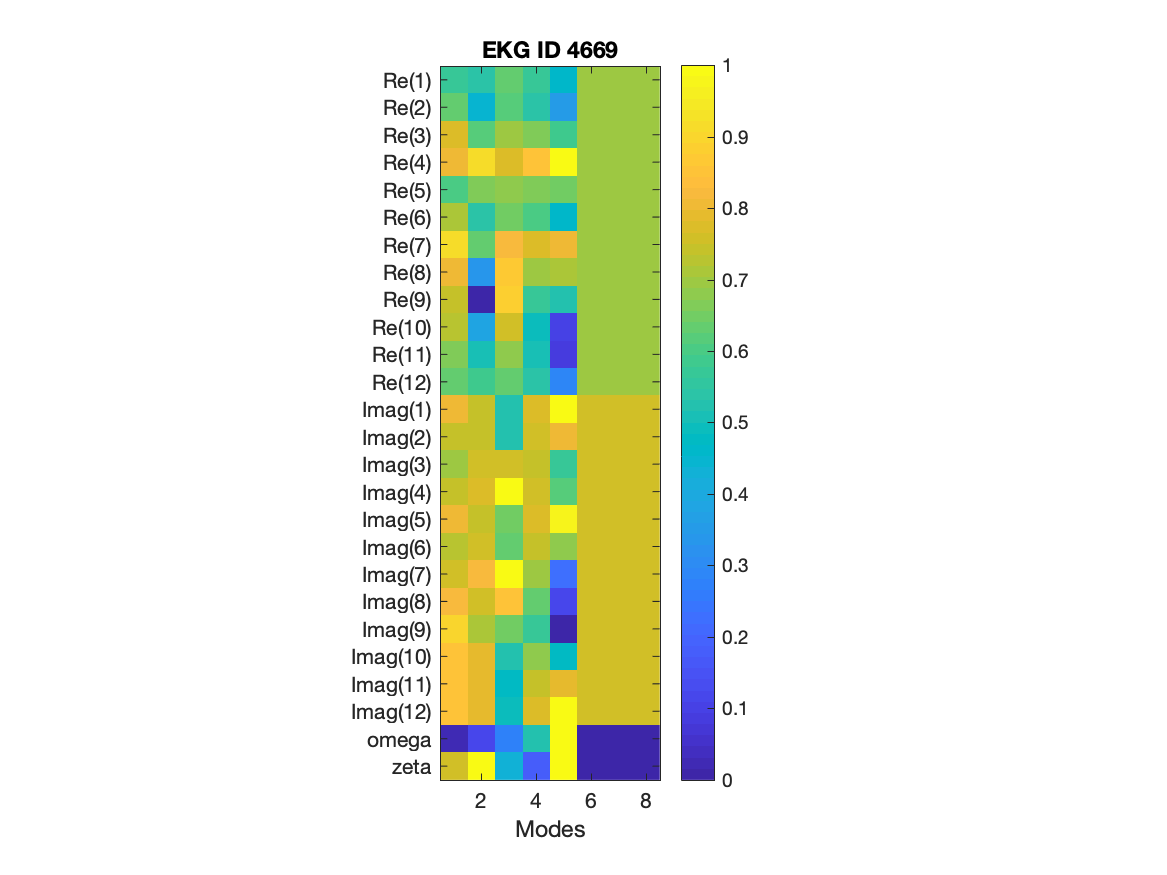 EKG ID 4669
Re(1)
Re(2)
Re(3)
Re(4)
Re(5)
Re(6)
Re(7)
Re(8)
Re(9)
Re(10)
Re(11)
Re(12)
Imag(1)
Imag(2)
Imag(3)
Imag(4)
Imag(5)
Imag(6)
Imag(7)
Imag(8)
Imag(9)
Imag(10)
Imag(11)
Imag(12)
omega
zeta
2 4 6 8
Modes
1
0.9
0.8
0.7
0.6
0.5
0.4
0.3
0.2
0.1
0